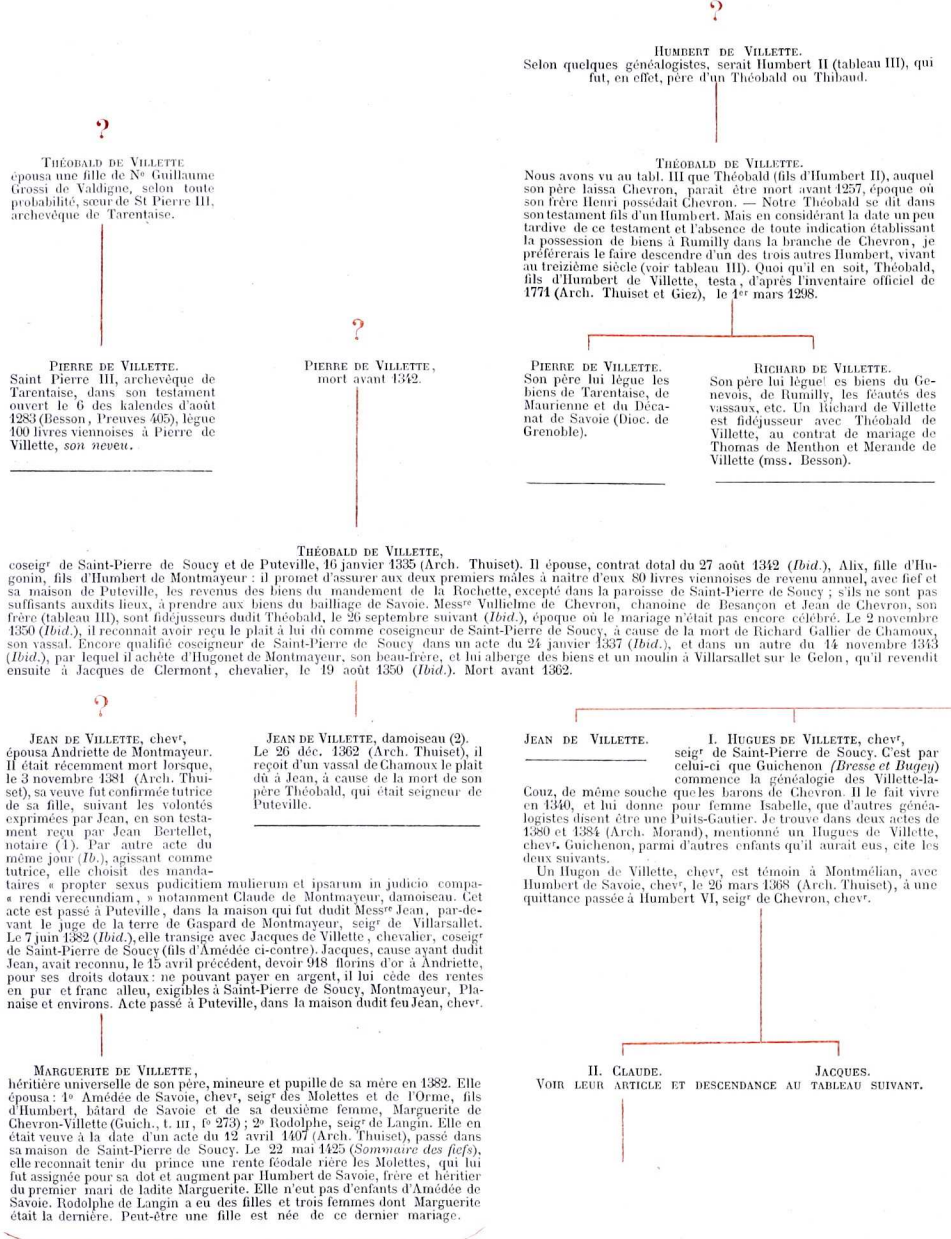 ?
HUMBERT DE VILLETTE.
Selon quelques généalogistes, serait Humbert II (tableau III), qui
fut, en effet, père d'un Théobald ou Thibaud.
?
THÉOBALD DE VILLETTE
épousa une fille de Nᵉ Guillaume
Grossi de Valdigne, selon toute
probabilité, sœur de St Pierre III,
archevêque de Tarentaise.
THÉOBALD DE VILLETTE.
Nous avons vu au tabl. III que Théobald (fils d'Humbert II), auquel
son père laissa Chevron, parait être mort avant 1257, époque où
son frère Henri possédait Chevron. — Notre Théobald se dit dans
son testament fils d'un Humbert. Mais en considérant la date un peu
tardive de ce testament et l'absence de toute indication établissant
la possession de biens à Rumilly dans la branche de Chevron, je
préférerais le faire descendre d'un des trois autres Humbert, vivant
au treizième siècle (voir tableau III). Quoi qu'il en soit, Théobald,
fils d'Humbert de Villette, testa, d'après l'inventaire officiel de
1771 (Arch. Thuiset et Giez), le 1ᵉʳ mars 1298.
PIERRE DE VILLETTE.
Saint Pierre III, archevêque de
Tarentaise, dans son testament
ouvert le 6 des kalendes d'août
1283 (Besson, Preuves 405), lègue
100 livres viennoises à Pierre de
Villette, son neveu.
?
PIERRE DE VILLETTE,
mort avant 1342.
PIERRE DE VILLETTE.
Son père lui lègue les
biens de Tarentaise, de
Maurienne et du Déca-
nat de Savoie (Dioc. de
Grenoble).
RICHARD DE VILLETTE.
Son père lui lègue! es biens du Ge-
nevois, de Rumilly, les féautés des
vassaux, etc. Un Richard de Villette
est fidéjusseur avec Théobald de
Villette, au contrat de mariage de
Thomas de Menthon et Merande de
Villette (mss. Besson).
THÉOBALD DE VILLETTE,
coseigʳ de Saint-Pierre de Soucy et de Puteville, 16 janvier 1335 (Arch. Thuiset). Il épouse, contrat dotal du 27 août 1342 (Ibid.), Alix, fille d'Hu-
gonin, fils d'Humbert de Montmayeur : il promet d'assurer aux deux premiers mâles à naitre d'eux 80 livres viennoises de revenu annuel, avec fief et
sa maison de Puteville, les revenus des biens du mandement de la Rochette, excepté dans la paroisse de Saint-Pierre de Soucy ; s'ils ne sont pas
suffisants auxdits lieux, à prendre aux biens du bailliage de Savoie. Messʳᵉ Vullielme de Chevron, chanoine de Besançon et Jean de Chevron, son
frère (tableau III), sont fidéjusseurs dudit Théobald, le 26 septembre suivant (Ibid.), époque où le mariage n'était pas encore célébré. Le 2 novembre
1350 (Ibid.), il reconnait avoir reçu le plait à lui dû comme coseigneur de Saint-Pierre de Soucy, à cause de la mort de Richard Gallier de Chamoux,
son vassal. Encore qualifié coseigneur de Saint-Pierre de Soucy dans un acte du 24 janvier 1337 (Ibid.), et dans un autre du 14 novembre 1343
(Ibid.), par lequel il achète d'Hugonet de Montmayeur, son beau-frère, et lui alberge des biens et un moulin à Villarsallet sur le Gelon, qu'il revendit
ensuite à Jacques de Clermont, chevalier, le 19 août 1350 (Ibid.). Mort avant 1362.
?
JEAN DE VILLETTE, chevʳ,
épousa Andriette de Montmayeur.
Il était récemment mort lorsque,
le 3 novembre 1381 (Arch. Thui-
set), sa veuve fut confirmée tutrice
de sa fille, suivant les volontés
exprimées par Jean, en son testa-
ment reçu par Jean Bertellet,
notaire (1). Par autre acte du
même jour (Ib.), agissant comme
tutrice, elle choisit des manda-
taires « propter sexus pudicitiem mulierum et ipsarum in judicio compa-
« rendi verecundiam, » notamment Claude de Montmayeur, damoiseau. Cet
acte est passé à Puteville, dans la maison qui fut dudit Messʳᵉ Jean, par-de-
vant le juge de la terre de Gaspard de Montmayeur, seigʳ de Villarsallet.
Le 7 juin 1382 (Ibid.), elle transige avec Jacques de Villette, chevalier, coseigʳ
de Saint-Pierre de Soucy (fils d'Amédée ci-contre). Jacques, cause ayant dudit
Jean, avait reconnu, le 15 avril précédent, devoir 918 florins d'or à Andriette,
pour ses droits dotaux : ne pouvant payer en argent, il lui cède des rentes
en pur et franc alleu, exigibles à Saint-Pierre de Soucy, Montmayeur, Pla-
naise et environs. Acte passé à Puteville, dans la maison dudit feu Jean, chevʳ.
JEAN DE VILLETTE, damoiseau (2).
Le 26 déc. 1362 (Arch. Thuiset), il
reçoit d'un vassal de Chamoux le plait
dû à Jean, à cause de la mort de son
père Théobald, qui était seigneur de
Puteville.
JEAN DE VILLETTE.
I. HUGUES DE VILLETTE, chevʳ,
seigʳ de Saint-Pierre de Soucy. C'est par
celui-ci que Guichenon (Bresse et Bugey)
commence la généalogie des Villette-la-
Couz, de même souche que les barons de Chevron. Il le fait vivre
en 1340, et lui donne pour femme Isabelle, que d'autres généa-
logistes disent être une Puits-Gautier. Je trouve dans deux actes de
1380 et 1384 (Arch. Morand), mentionné un Hugues de Villette,
chevʳ. Guichenon, parmi d'autres enfants qu'il aurait eus, cite les
deux suivants.
Un Hugon de Villette, chevʳ, est témoin à Montmélian, avec
Humbert de Savoie, chevʳ, le 26 mars 1368 (Arch. Thuiset), à une
quittance passée à Humbert VI, seigʳ de Chevron, chevʳ.
MARGUERITE DE VILLETTE,
héritière universelle de son père, mineure et pupille de sa mère en 1382. Elle
épousa : 1º Amédée de Savoie, chevʳ, seigʳ des Molettes et de l'Orme, fils
d'Humbert, bâtard de Savoie et de sa deuxième femme, Marguerite de
Chevron-Villette (Guich., t. III, fº 273) ; 2º Rodolphe, seigʳ de Langin. Elle en
était veuve à la date d'un acte du 12 avril 1407 (Arch. Thuiset), passé dans
sa maison de Saint-Pierre de Soucy. Le 22 mai 1425 (Sommaire des fiefs),
elle reconnait tenir du prince une rente féodale rière les Molettes, qui lui
fut assignée pour sa dot et augment par Humbert de Savoie, frère et héritier
du premier mari de ladite Marguerite. Elle n'eut pas d'enfants d'Amédée de
Savoie. Rodolphe de Langin a eu des filles et trois femmes dont Marguerite
était la dernière. Peut-être une fille est née de ce dernier mariage.
II. CLAUDE. JACQUES.
VOIR LEUR ARTICLE ET DESCENDANCE AU TABLEAU SUIVANT.